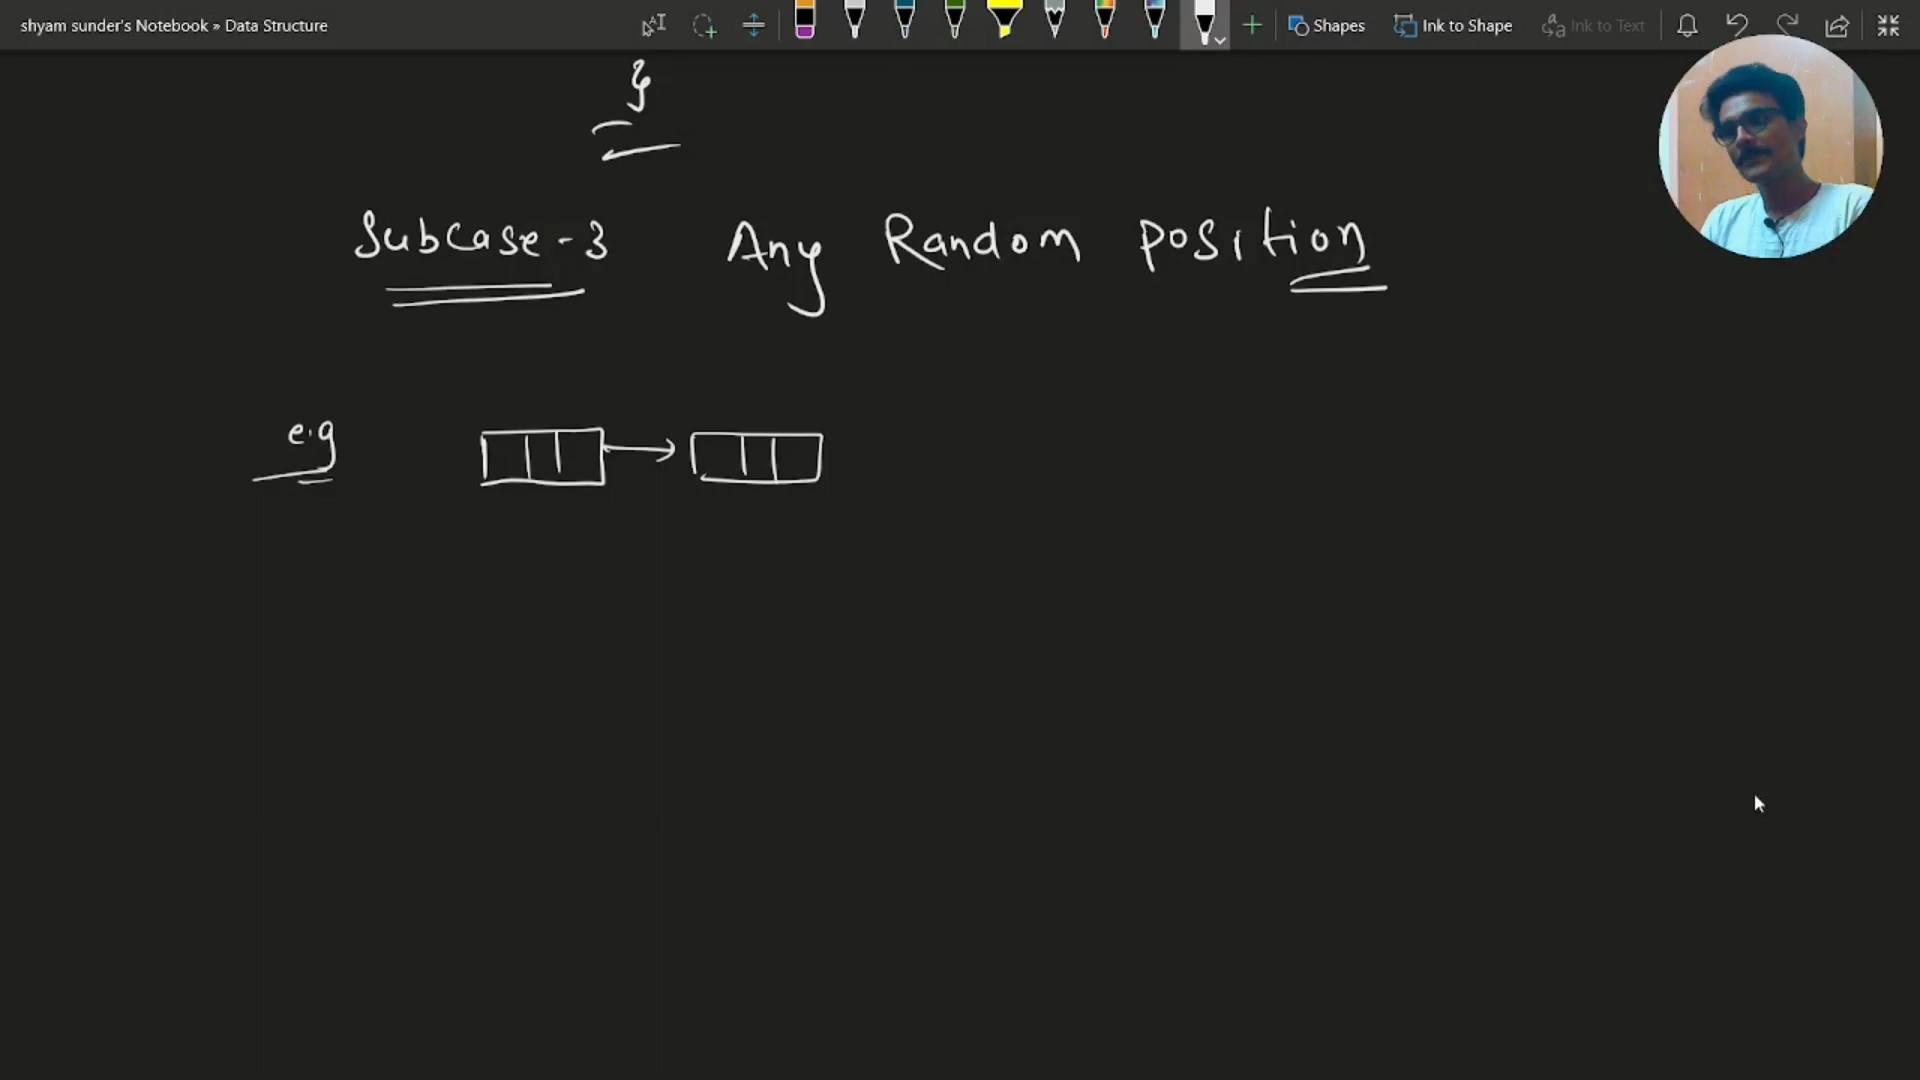 shyam sunder's Notebook » Data Structure
Shapes
Ink to Shape
Ink to Text
}
Subcase-3 Any Random Position
e.g